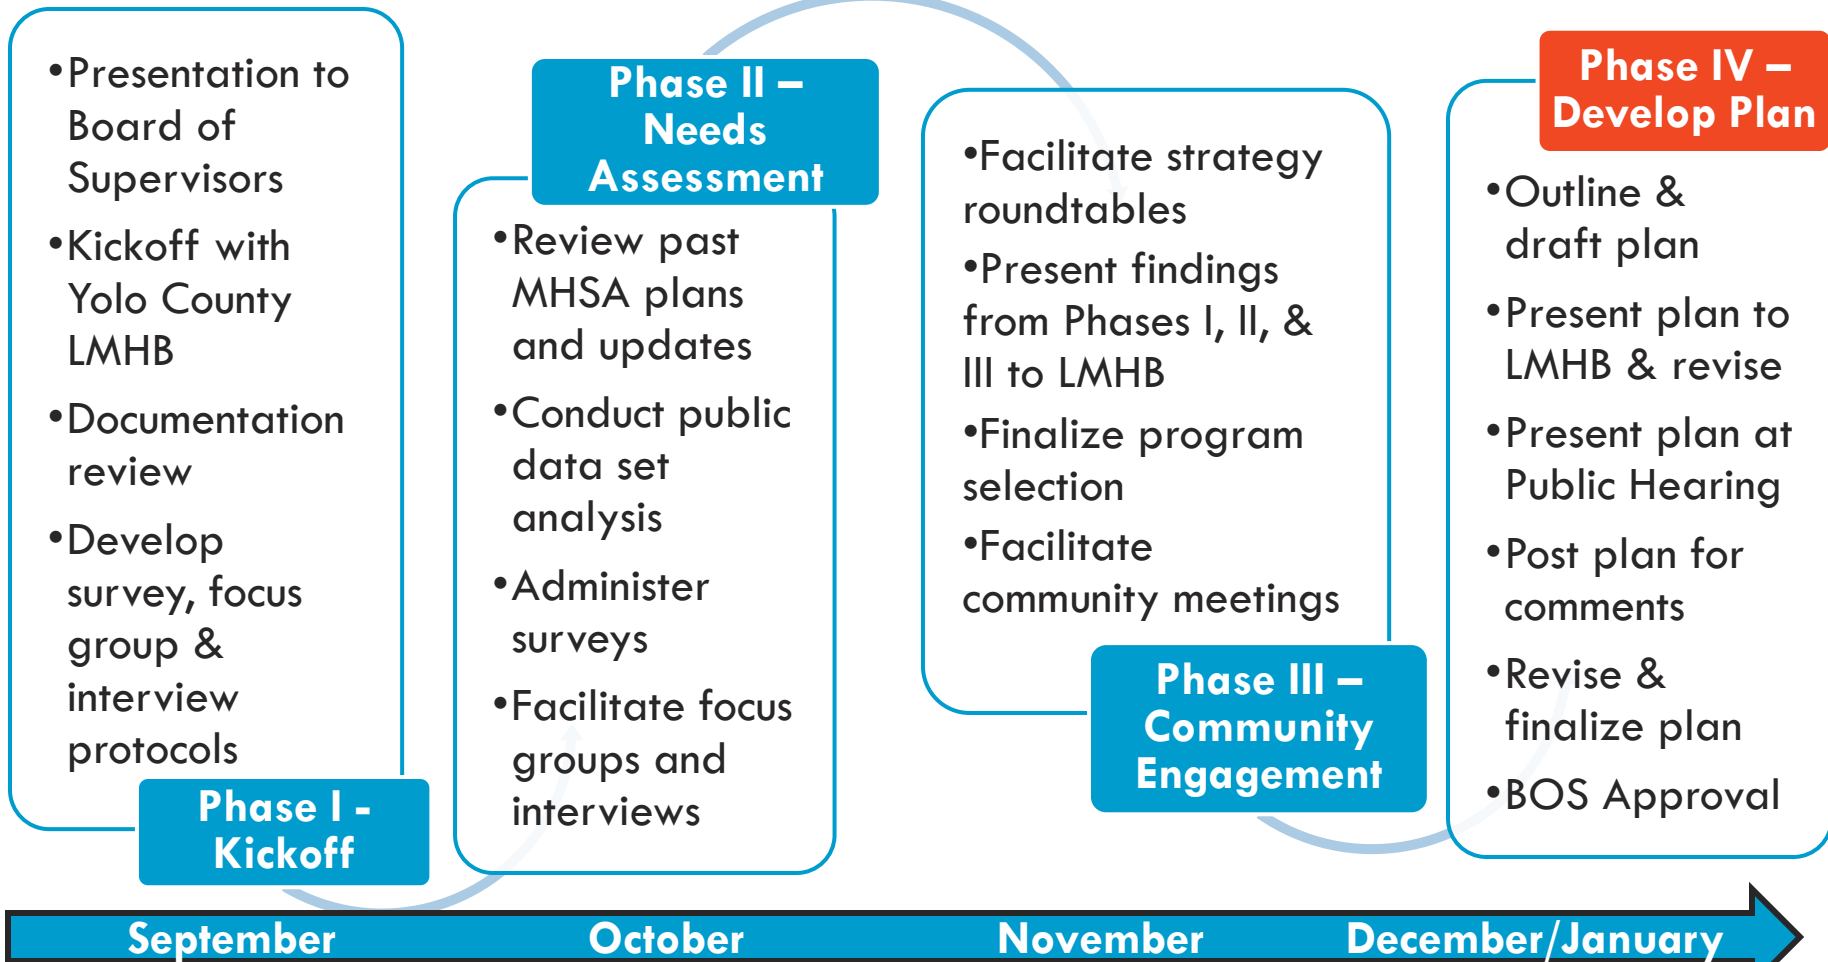 •Presentation to
Board of
Supervisors
•Kickoff with
Yolo County
LMHB
•Documentation
review
•Develop
survey, focus
group &
interview
protocols
Phase I -
Kickoff
Phase II –
Needs
Assessment
•Review past
MHSA plans
and updates
•Conduct public
data set
analysis
•Administer
surveys
•Facilitate focus
groups and
interviews
•Facilitate strategy
roundtables
•Present findings
from Phases I, II, &
III to LMHB
•Finalize program
selection
•Facilitate
community meetings
Phase III –
Community
Engagement
Phase IV –
Develop Plan
•Outline &
draft plan
•Present plan to
LMHB & revise
•Present plan at
Public Hearing
•Post plan for
comments
•Revise &
finalize plan
•BOS Approval
September
October
November
December/January